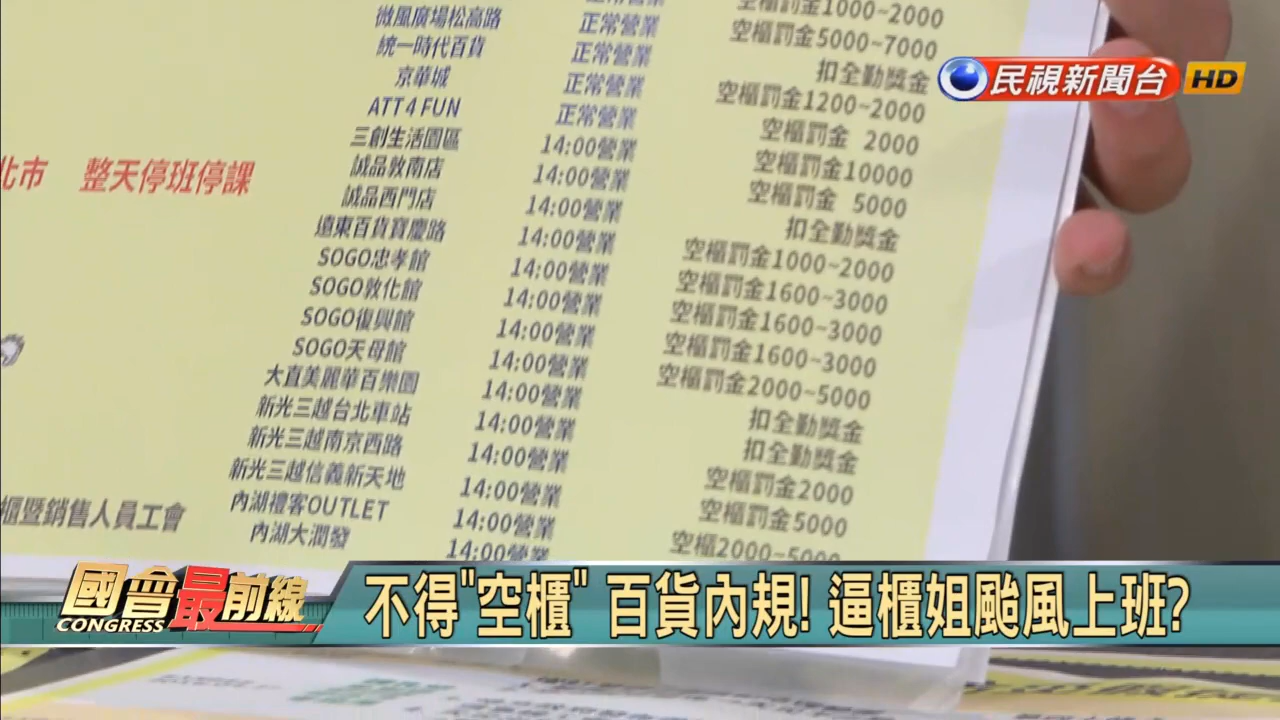 空櫃罰金1000~2000
微風廣場松高路 正常營業 空櫃罰金5000~7000
統一時代百貨 正常營業 扣全勤獎金
京華城 正常營業 空櫃罰金1200~2000
ATT 4 FUN 正常營業 空櫃罰金 2000
三創生活園區 14:00營業 空櫃罰金10000
誠品敦南店 14:00營業 空櫃罰金 5000
誠品西門店 14:00營業 扣全勤獎金
遠東百貨寶慶路 14:00營業 空櫃罰金1000~2000
SOGO忠孝館 14:00營業 空櫃罰金1600~3000
SOGO敦化館 14:00營業 空櫃罰金1600~3000
SOGO復興館 14:00營業 空櫃罰金1600~3000
SOGO天母館 14:00營業 空櫃罰金2000~5000
大直美麗華百樂園 14:00營業 扣全勤獎金
新光三越台北車站 14:00營業 扣全勤獎金
新光三越南京西路 14:00營業 空櫃罰金2000
新光三越信義新天地 14:00營業 空櫃罰金5000
內湖禮客OUTLET 14:00營業 空櫃2000~5000
內湖大潤發 14:00營業
北市 整天停班停課
櫃暨銷售人員工會
民視新聞台 HD
國會最前線
CONGRESS
不得"空櫃" 百貨內規! 逼櫃姐颱風上班?